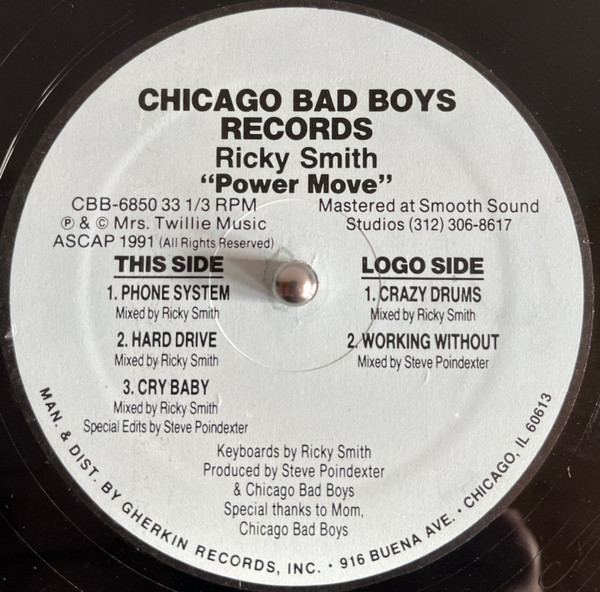 CHICAGO BAD BOYS
RECORDS
Ricky Smith
“Power Move”
CBB-6850 33 1/3 RPM
℗ & © Mrs. Twillie Music
ASCAP 1991 (All Rights Reserved)
Mastered at Smooth Sound
Studios (312) 306-8617
THIS SIDE
1. PHONE SYSTEM
Mixed by Ricky Smith
2. HARD DRIVE
Mixed by Ricky Smith
3. CRY BABY
Mixed by Ricky Smith
Special Edits by Steve Poindexter
LOGO SIDE
1. CRAZY DRUMS
Mixed by Ricky Smith
2. WORKING WITHOUT
Mixed by Steve Poindexter
Keyboards by Ricky Smith
Produced by Steve Poindexter
& Chicago Bad Boys
Special thanks to Mom,
Chicago Bad Boys
MAN. & DIST. BY GHERKIN RECORDS, INC. • 916 BUENA AVE. • CHICAGO, IL 60613